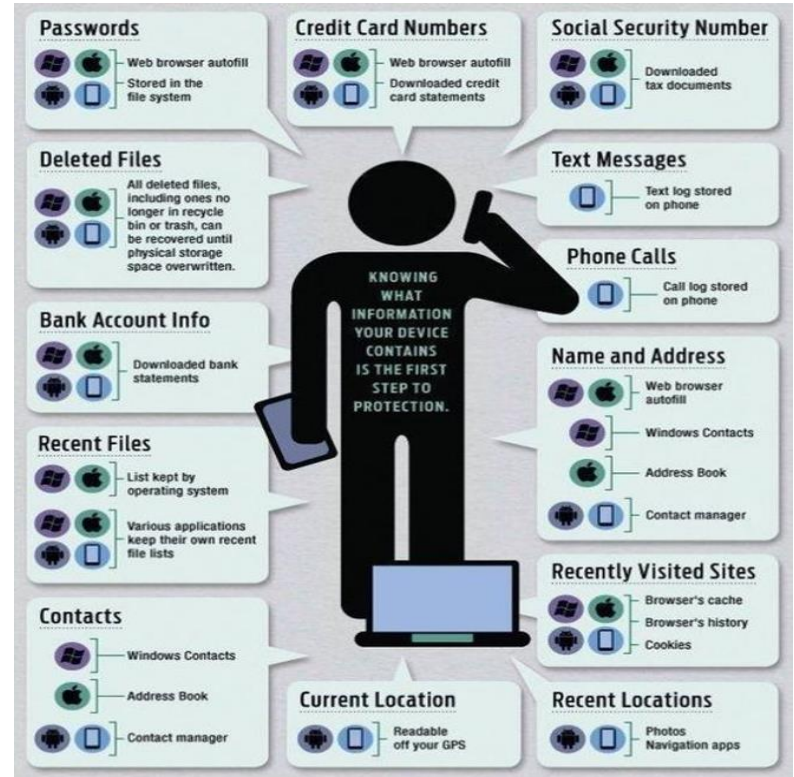 Passwords
Web browser autofill
Stored in the
file system
Credit Card Numbers
Web browser autofill
Downloaded credit
card statements
Social Security Number
Downloaded
tax documents
Deleted Files
All deleted files,
including ones no
longer in recycle
bin or trash, can
be recovered until
physical storage
space overwritten.
Text Messages
Text log stored
on phone
Phone Calls
Call log stored
on phone
KNOWING
WHAT
INFORMATION
YOUR DEVICE
CONTAINS
IS THE FIRST
STEP TO
PROTECTION.
Bank Account Info
Downloaded bank
statements
Name and Address
Web browser
autofill
Windows Contacts
Address Book
Contact manager
Recent Files
List kept by
operating system
Various applications
keep their own recent
file lists
Recently Visited Sites
Browser's cache
Browser's history
Cookies
Contacts
Windows Contacts
Address Book
Contact manager
Current Location
Readable
off your GPS
Recent Locations
Photos
Navigation apps